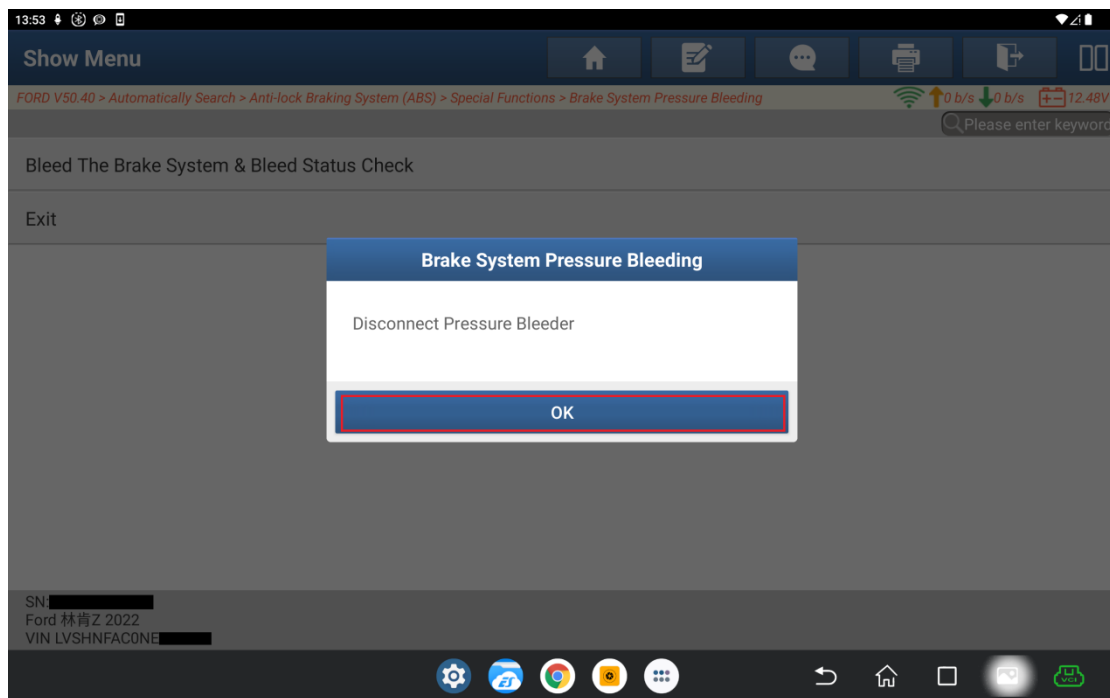 13:53
Show Menu
FORD V50.40 > Automatically Search > Anti-lock Braking System (ABS) > Special Functions > Brake System Pressure Bleeding
0 b/s 0 b/s 12.48V
Please enter keyword
Bleed The Brake System & Bleed Status Check
Exit
Brake System Pressure Bleeding
Disconnect Pressure Bleeder
OK
SN:
Ford 林肯Z 2022
VIN LVSHNFAC0NE
ES
VCI